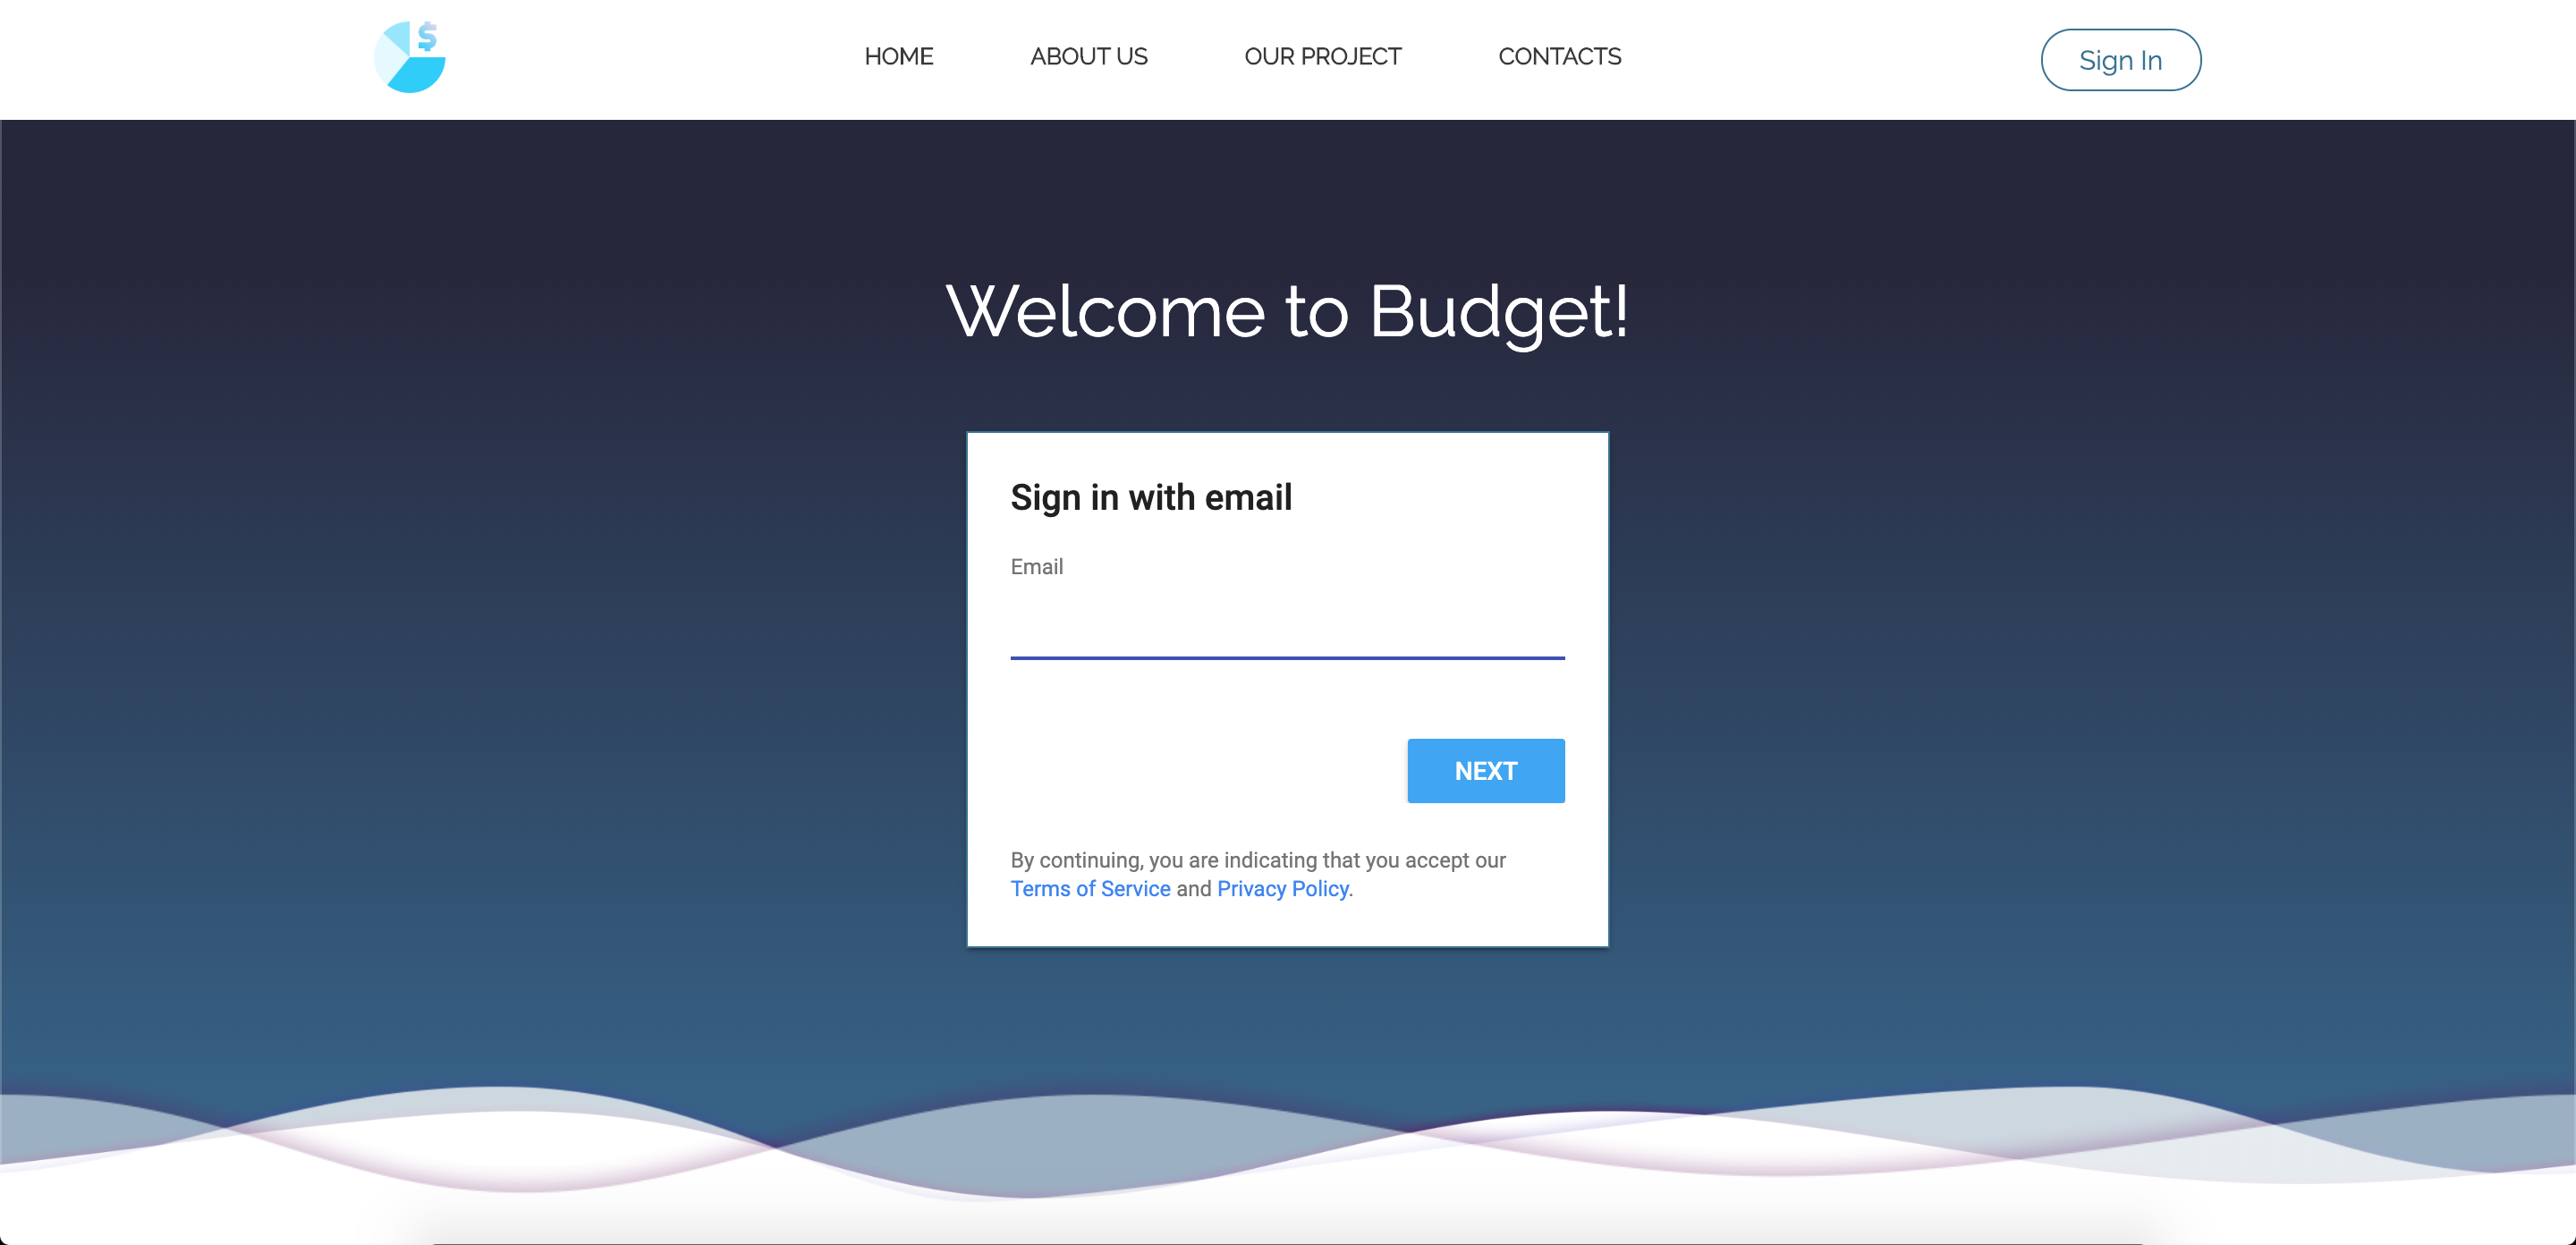 $
HOME
ABOUT US
OUR PROJECT
CONTACTS
Sign In
Welcome to Budget!
Sign in with email
Email
NEXT
By continuing, you are indicating that you accept our
Terms of Service and Privacy Policy.